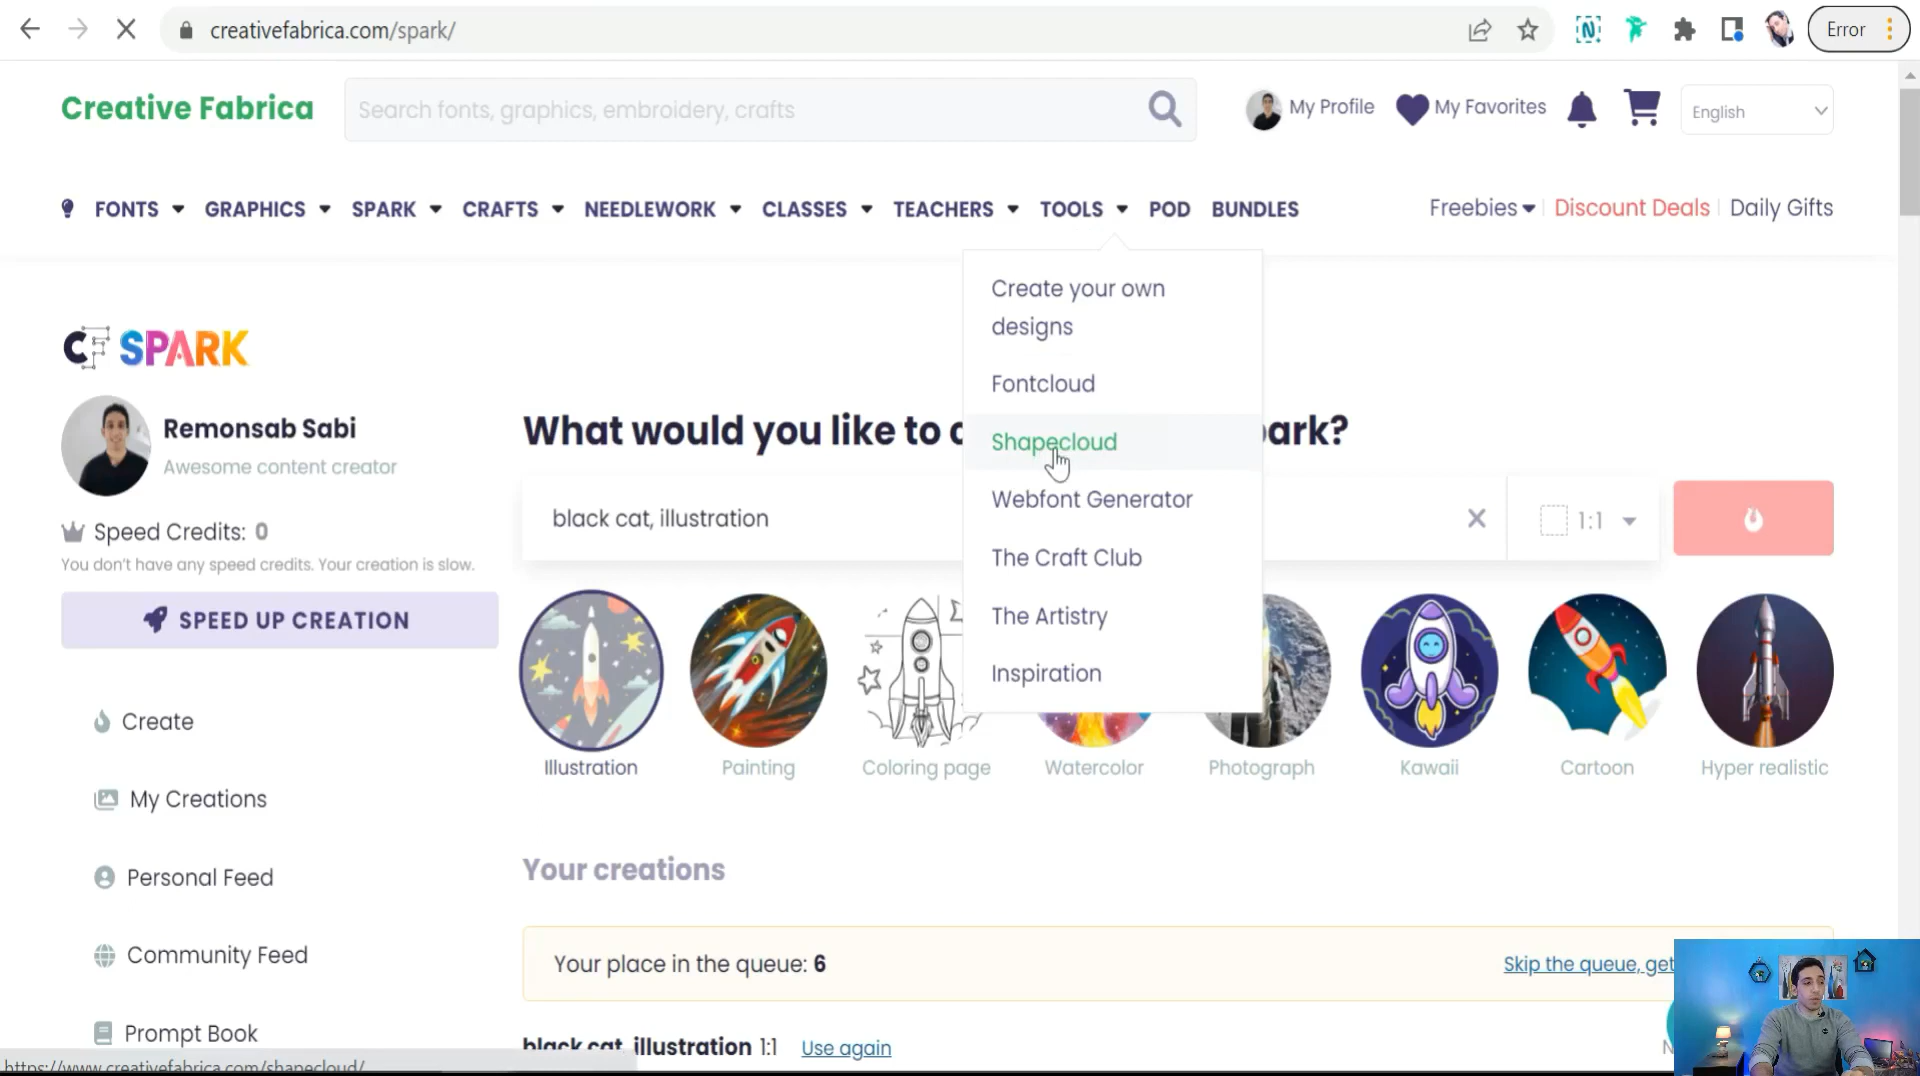 creativefabrica.com/spark/
Error
Creative Fabrica
Search fonts, graphics, embroidery, crafts
My Profile
My Favorites
English
FONTS GRAPHICS SPARK CRAFTS NEEDLEWORK CLASSES TEACHERS TOOLS POD BUNDLES
Freebies Discount Deals Daily Gifts
Create your own
designs
Fontcloud
Shapecloud
Webfont Generator
The Craft Club
The Artistry
Inspiration
CF SPARK
Remonsab Sabi
Awesome content creator
Speed Credits: 0
You don't have any speed credits. Your creation is slow.
SPEED UP CREATION
Create
My Creations
Personal Feed
Community Feed
Prompt Book
What would you like to ark?
black cat, illustration
1:1
Illustration Painting Coloring page Watercolor Photograph Kawaii Cartoon Hyper realistic
Your creations
Your place in the queue: 6
Skip the queue, get
black cat, illustration 1:1 Use again
https://www.creativefabrica.com/shapecloud/